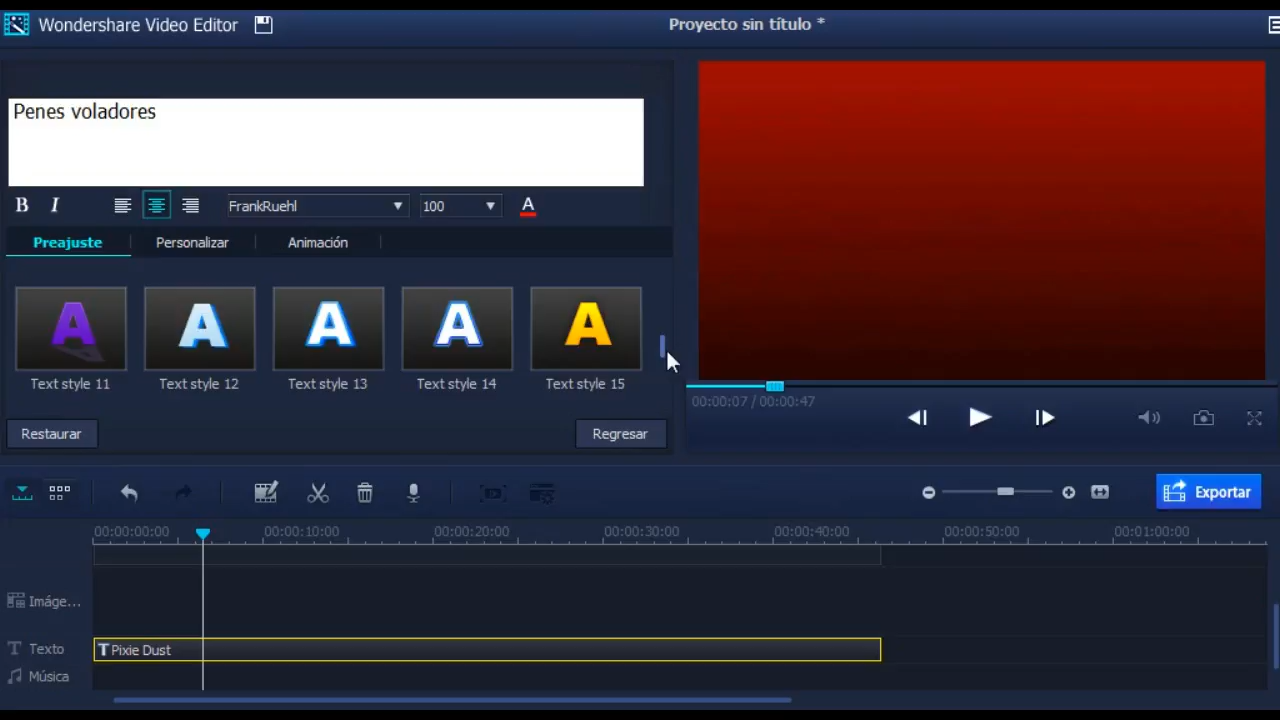 Wondershare Video Editor
Proyecto sin título *
Penes voladores
B I FrankRuehl 100 A
Preajuste Personalizar Animación
A A A A A
Text style 11 Text style 12 Text style 13 Text style 14 Text style 15
Restaurar Regresar
00:00:07 / 00:00:47
Exportar
00:00:00:00 00:00:10:00 00:00:20:00 00:00:30:00 00:00:40:00 00:00:50:00 00:01:00:00
Imáge...
T Texto T Pixie Dust
Música